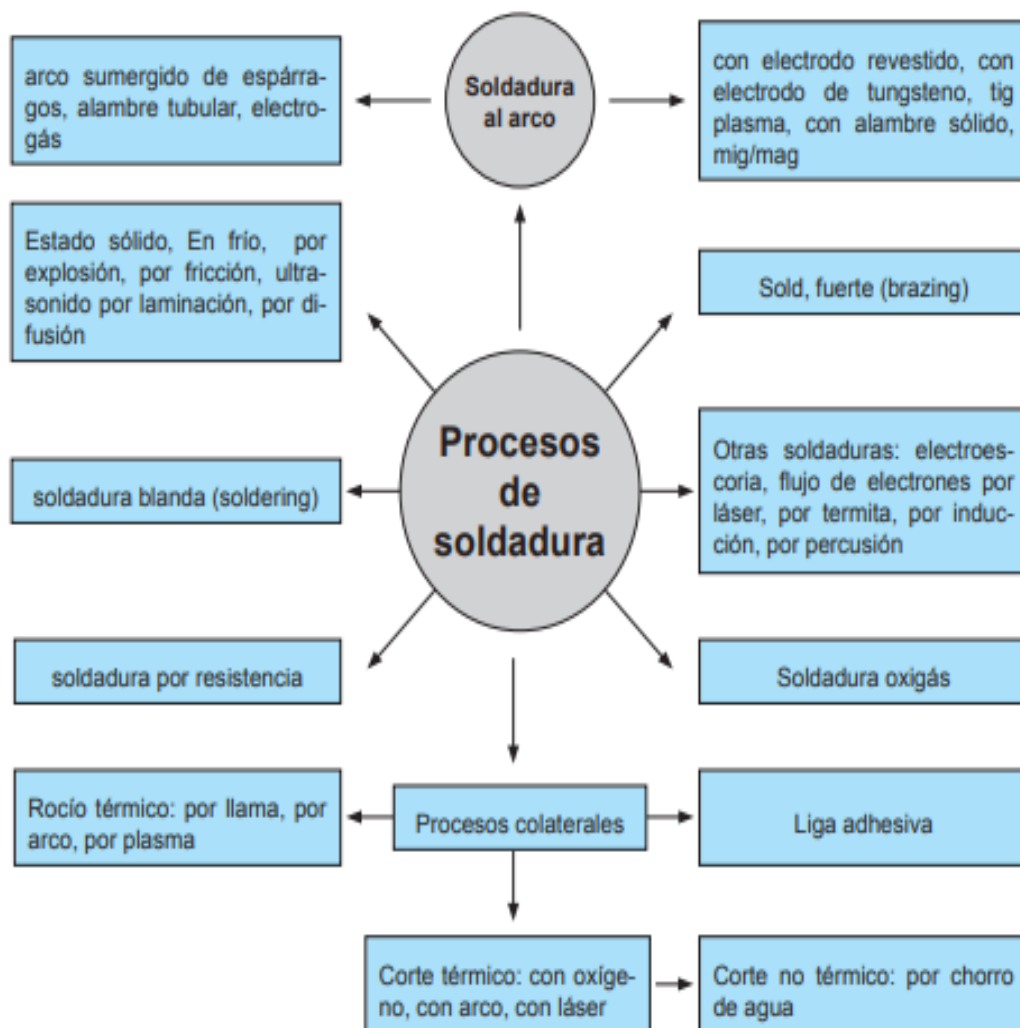 arco sumergido de espárra-
gos, alambre tubular, electro-
gás
Soldadura
al arco
con electrodo revestido, con
electrodo de tungsteno, tig
plasma, con alambre sólido,
mig/mag
Estado sólido, En frío, por
explosión, por fricción, ultra-
sonido por laminación, por di-
fusión
Sold, fuerte (brazing)
Procesos
de
soldadura
soldadura blanda (soldering)
Otras soldaduras: electroes-
coria, flujo de electrones por
láser, por termita, por induc-
ción, por percusión
soldadura por resistencia
Soldadura oxigás
Rocío térmico: por llama, por
arco, por plasma
Procesos colaterales
Liga adhesiva
Corte térmico: con oxíge-
no, con arco, con láser
Corte no térmico: por chorro
de agua